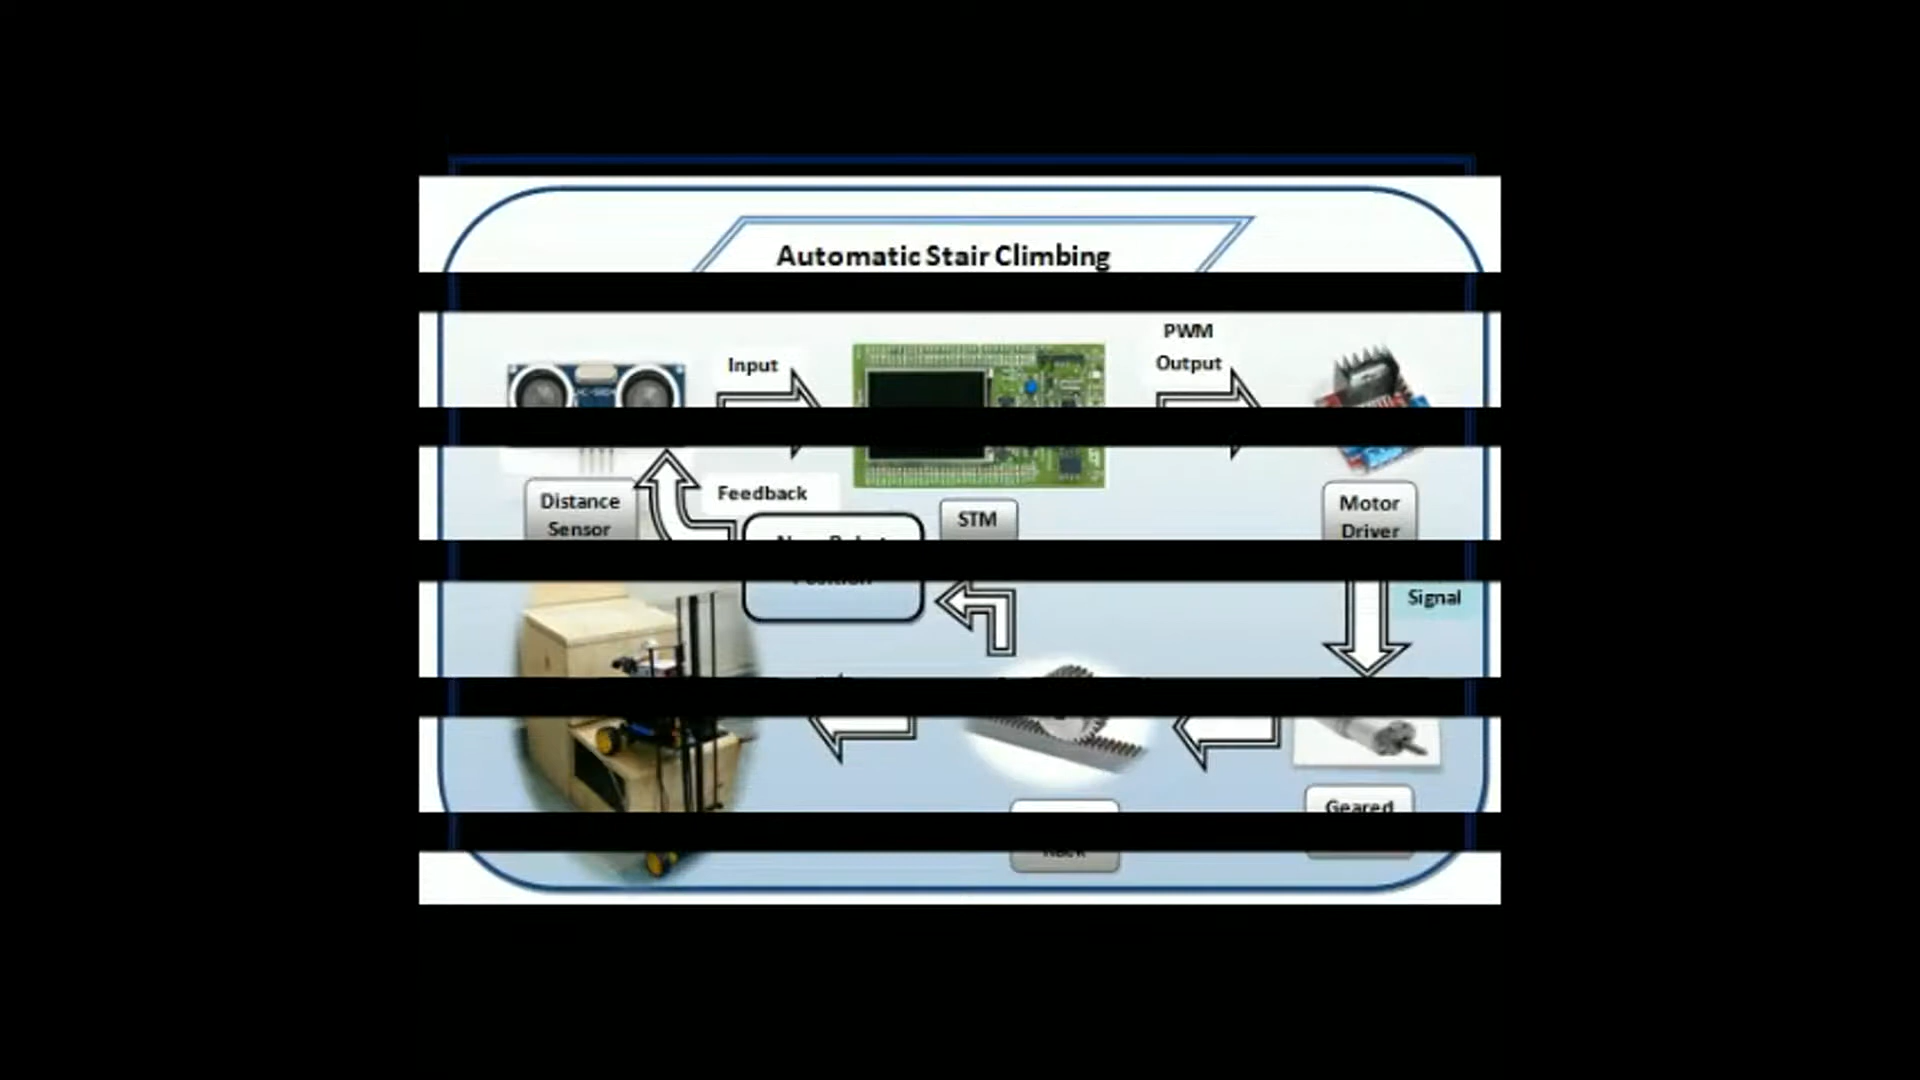 Automatic Stair Climbing
Input
PWM
Output
Distance
Sensor
Feedback
STM
Motor
Driver
Signal
Geared